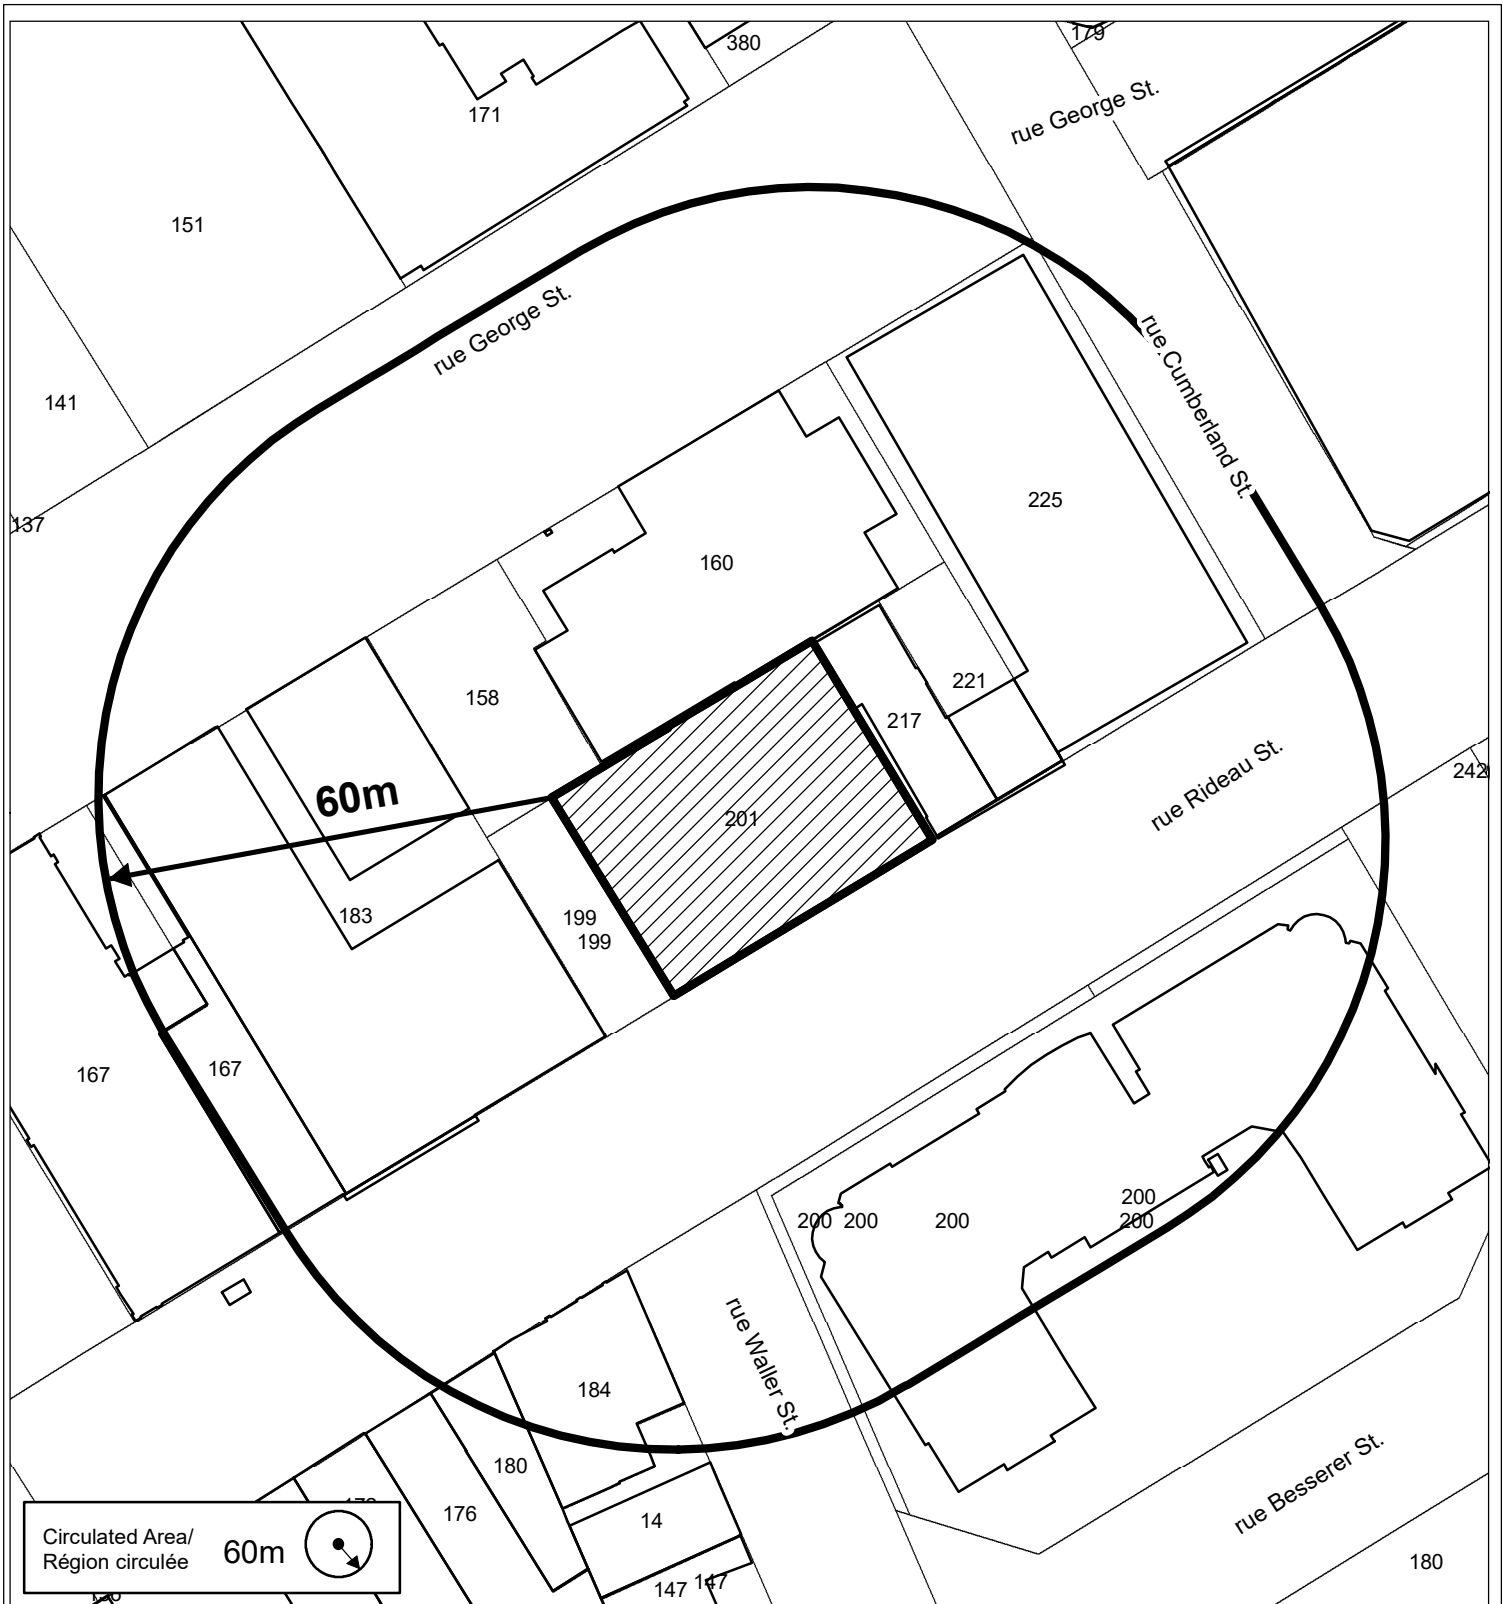 179
380
rue George St.
171
151
rue George St.
rue Cumberland St.
141
225
137
160
221
158
217
rue Rideau St.
242
60m
201
183
199
199
167
167
200
200 200 200 200
rue Waller St.
184
rue Besserer St.
180
176
14
Circulated Area/
Région circulée
60m
180
147 147